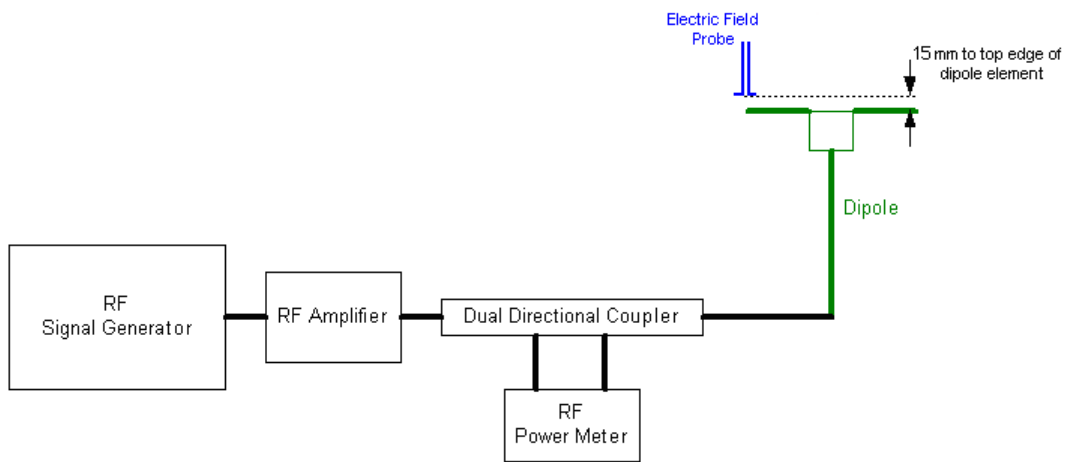 Electric Field
Probe
15 mm to top edge of
dipole element
Dipole
RF
Signal Generator
RF Amplifier
Dual Directional Coupler
RF
Power Meter